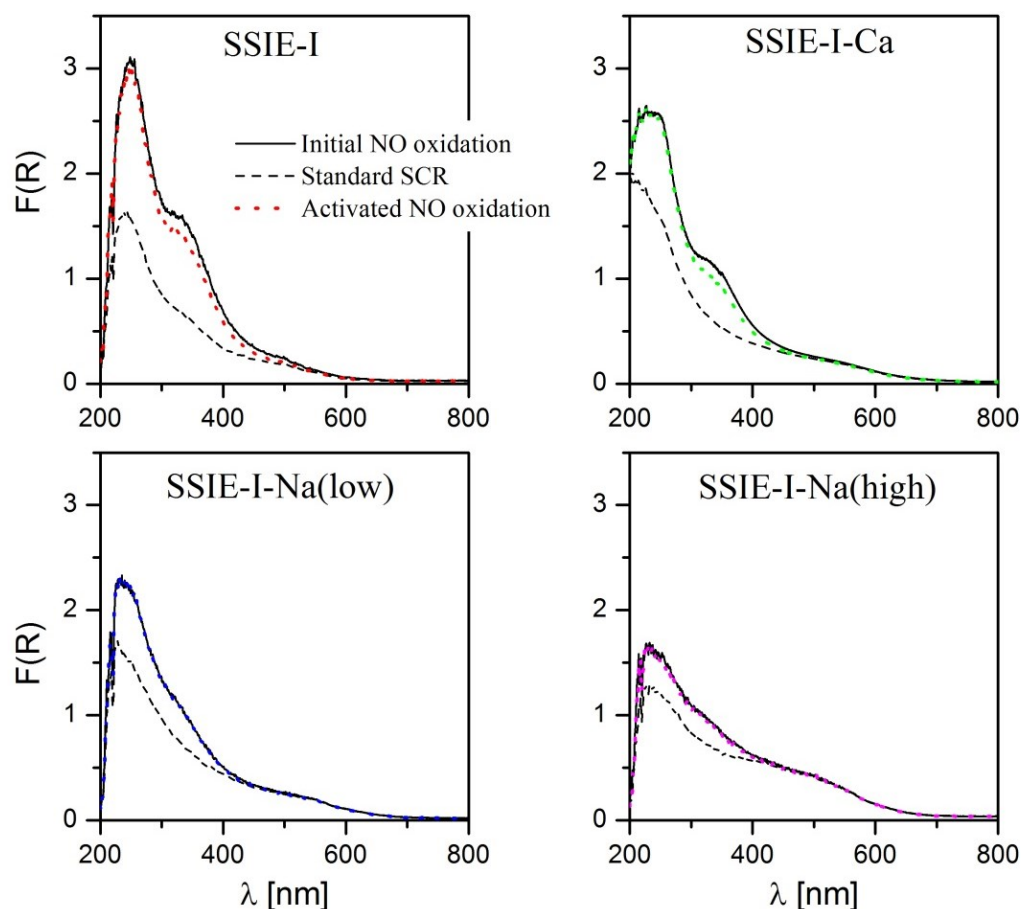 SSIE-I
3
2
1
0
F(R)
Initial NO oxidation
Standard SCR
Activated NO oxidation
200 400 600 800
SSIE-I-Ca
3
2
1
0
200 400 600 800
SSIE-I-Na(low)
3
2
1
0
F(R)
200 400 600 800
λ [nm]
SSIE-I-Na(high)
3
2
1
0
200 400 600 800
λ [nm]